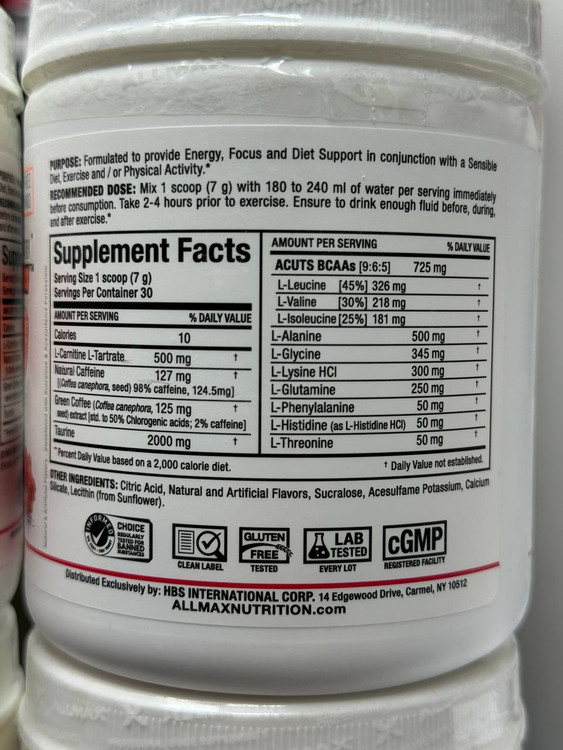 PURPOSE: Formulated to provide Energy, Focus and Diet Support in conjunction with a Sensible
Diet, Exercise and / or Physical Activity.*
RECOMMENDED DOSE: Mix 1 scoop (7 g) with 180 to 240 ml of water per serving immediately
before consumption. Take 2-4 hours prior to exercise. Ensure to drink enough fluid before, during,
and after exercise.*
Supplement Facts
Serving Size 1 scoop (7 g)
Servings Per Container 30
AMOUNT PER SERVING % DAILY VALUE
Calories 10
L-Carnitine L-Tartrate 500 mg †
Natural Caffeine 127 mg †
[(Coffea canephora, seed) 98% caffeine, 124.5mg]
Green Coffee (Coffea canephora, 125 mg †
seed) extract [std. to 50% Chlorogenic acids; 2% caffeine]
Taurine 2000 mg †
** Percent Daily Value based on a 2,000 calorie diet.
AMOUNT PER SERVING % DAILY VALUE
ACUTS BCAAs [9:6:5] 725 mg
L-Leucine [45%] 326 mg †
L-Valine [30%] 218 mg †
L-Isoleucine [25%] 181 mg †
L-Alanine 500 mg †
L-Glycine 345 mg †
L-Lysine HCI 300 mg †
L-Glutamine 250 mg †
L-Phenylalanine 50 mg †
L-Histidine (as L-Histidine HCI) 50 mg †
L-Threonine 50 mg †
† Daily Value not established.
OTHER INGREDIENTS: Citric Acid, Natural and Artificial Flavors, Sucralose, Acesulfame Potassium, Calcium
Silicate, Lecithin (from Sunflower).
INFORMED
CHOICE
REGULARLY
TESTED FOR
BANNED
SUBSTANCES
CLEAN LABEL
GLUTEN
FREE
TESTED
LAB
TESTED
EVERY LOT
cGMP
REGISTERED FACILITY
Distributed Exclusively by: HBS INTERNATIONAL CORP. 14 Edgewood Drive, Carmel, NY 10512
ALLMAXNUTRITION.com